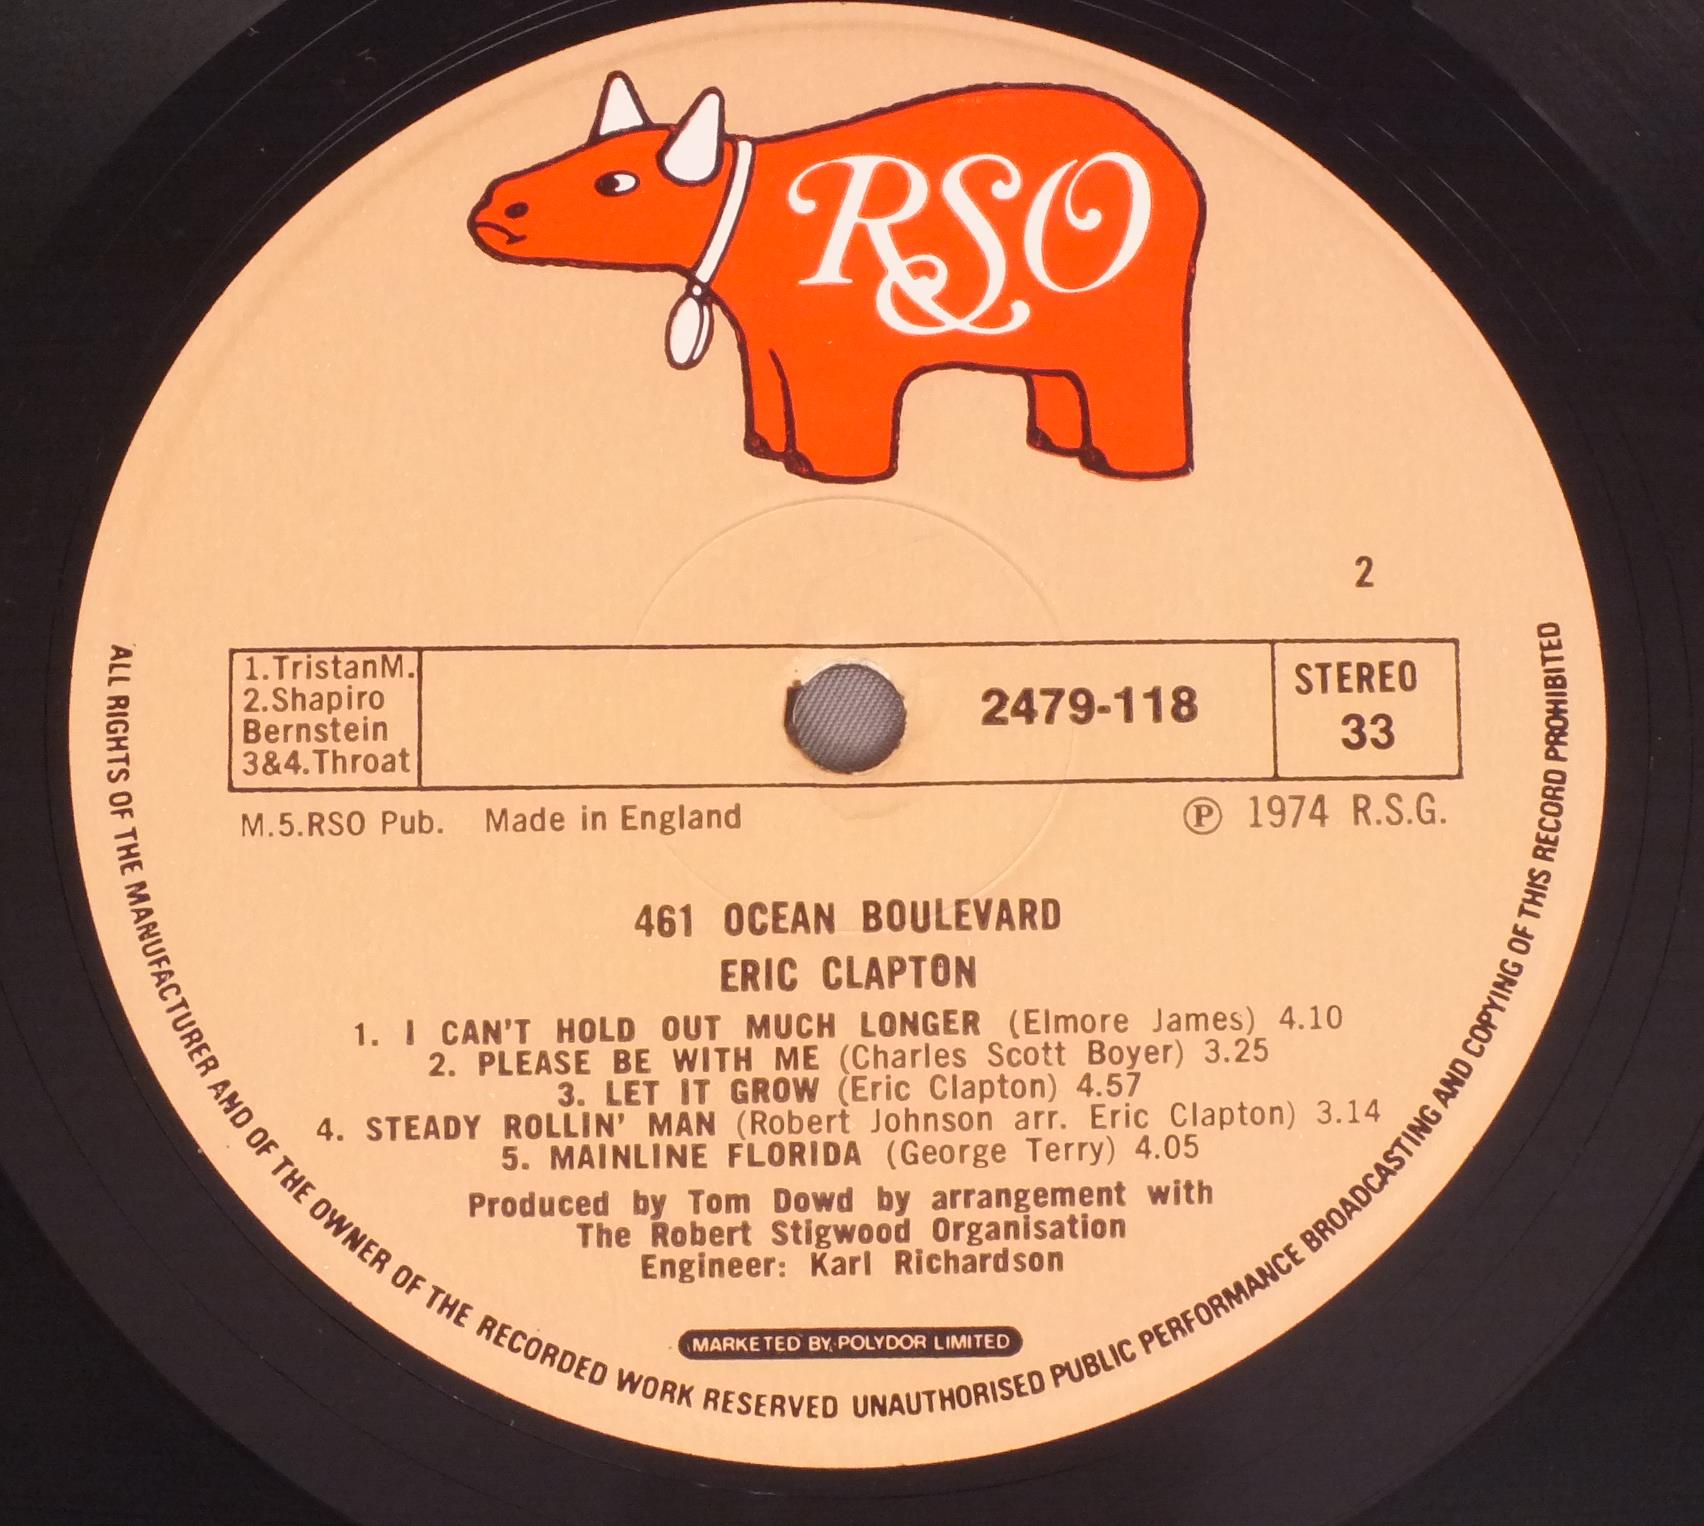 RSO
2
1.TristanM.
2.Shapiro
Bernstein
3&4.Throat
2479-118
STEREO
33
M.5.RSO Pub. Made in England
Ⓟ 1974 R.S.G.
461 OCEAN BOULEVARD
ERIC CLAPTON
1. I CAN'T HOLD OUT MUCH LONGER (Elmore James) 4.10
2. PLEASE BE WITH ME (Charles Scott Boyer) 3.25
3. LET IT GROW (Eric Clapton) 4.57
4. STEADY ROLLIN' MAN (Robert Johnson arr. Eric Clapton) 3.14
5. MAINLINE FLORIDA (George Terry) 4.05
Produced by Tom Dowd by arrangement with
The Robert Stigwood Organisation
Engineer: Karl Richardson
MARKETED BY POLYDOR LIMITED
ALL RIGHTS OF THE MANUFACTURER AND OF THE OWNER OF THE RECORDED WORK RESERVED UNAUTHORISED PUBLIC PERFORMANCE BROADCASTING AND COPYING OF THIS RECORD PROHIBITED